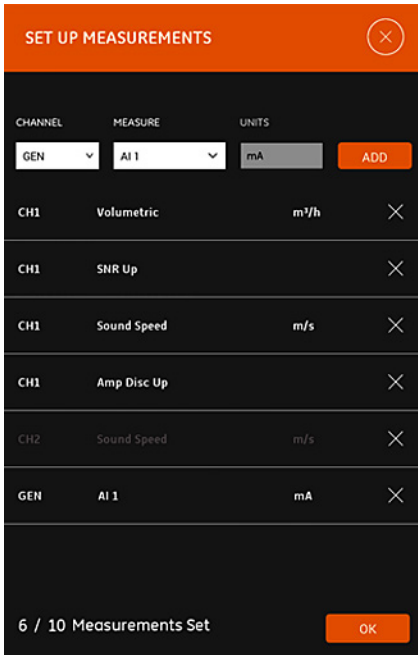 SET UP MEASUREMENTS
CHANNEL MEASURE UNITS
GEN AI 1 mA ADD
CH1 Volumetric m³/h
CH1 SNR Up
CH1 Sound Speed m/s
CH1 Amp Disc Up
CH2 Sound Speed m/s
GEN AI 1 mA
6 / 10 Measurements Set OK